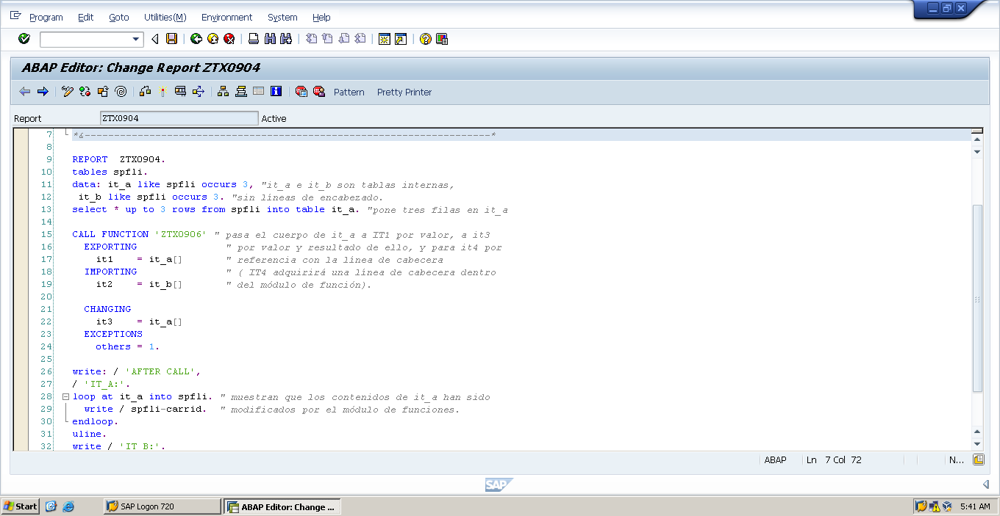 Program Edit Goto Utilities(M) Environment System Help
ABAP Editor: Change Report ZTX0904
Pattern Pretty Printer
Report ZTX0904 Active
7 *&---------------------------------------------------------------------*
8
9 REPORT  ZTX0904.
10 tables spfli.
11 data: it_a like spfli occurs 3, "it_a e it_b son tablas internas,
12  it_b like spfli occurs 3. "sin líneas de encabezado.
13 select * up to 3 rows from spfli into table it_a. "pone tres filas en it_a
14
15 CALL FUNCTION 'ZTX0906' " pasa el cuerpo de it_a a IT1 por valor, a it3
16   EXPORTING               " por valor y resultado de ello, y para it4 por
17     it1    = it_a[]       " referencia con la línea de cabecera
18   IMPORTING               " ( IT4 adquirirá una línea de cabecera dentro
19     it2    = it_b[]       " del módulo de función).
20
21   CHANGING
22     it3    = it_a[]
23   EXCEPTIONS
24     others = 1.
25
26 write: / 'AFTER CALL',
27 / 'IT_A:'.
28 loop at it_a into spfli. " muestran que los contenidos de it_a han sido
29   write / spfli-carrid.  " modificados por el módulo de funciones.
30 endloop.
31 uline.
32 write / 'IT_B:'.
ABAP Ln 7 Col 72 N...
SAP
Start SAP Logon 720 ABAP Editor: Change ... 5:41 AM